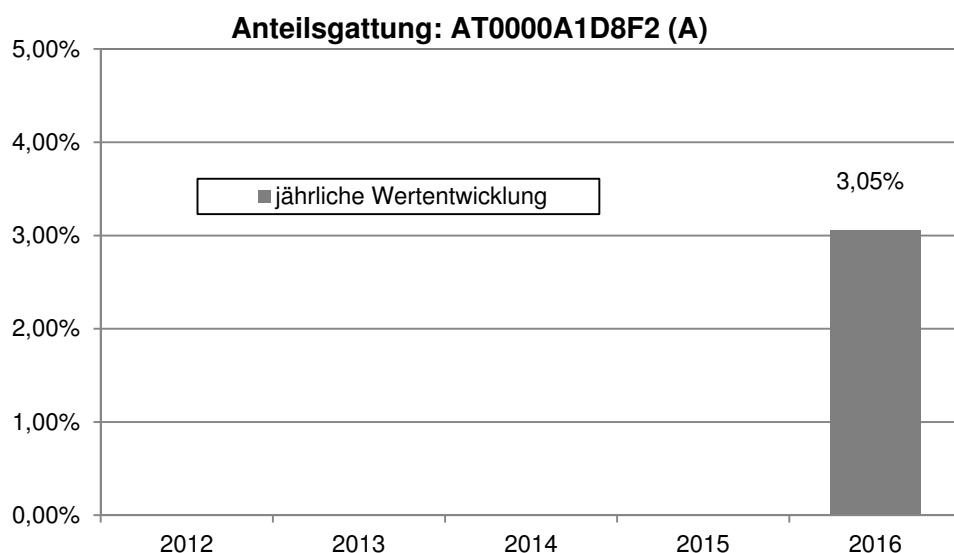 Anteilsgattung: AT0000A1D8F2 (A)
5,00%
4,00%
jährliche Wertentwicklung
3,05%
3,00%
2,00%
1,00%
0,00%
2012 2013 2014 2015 2016